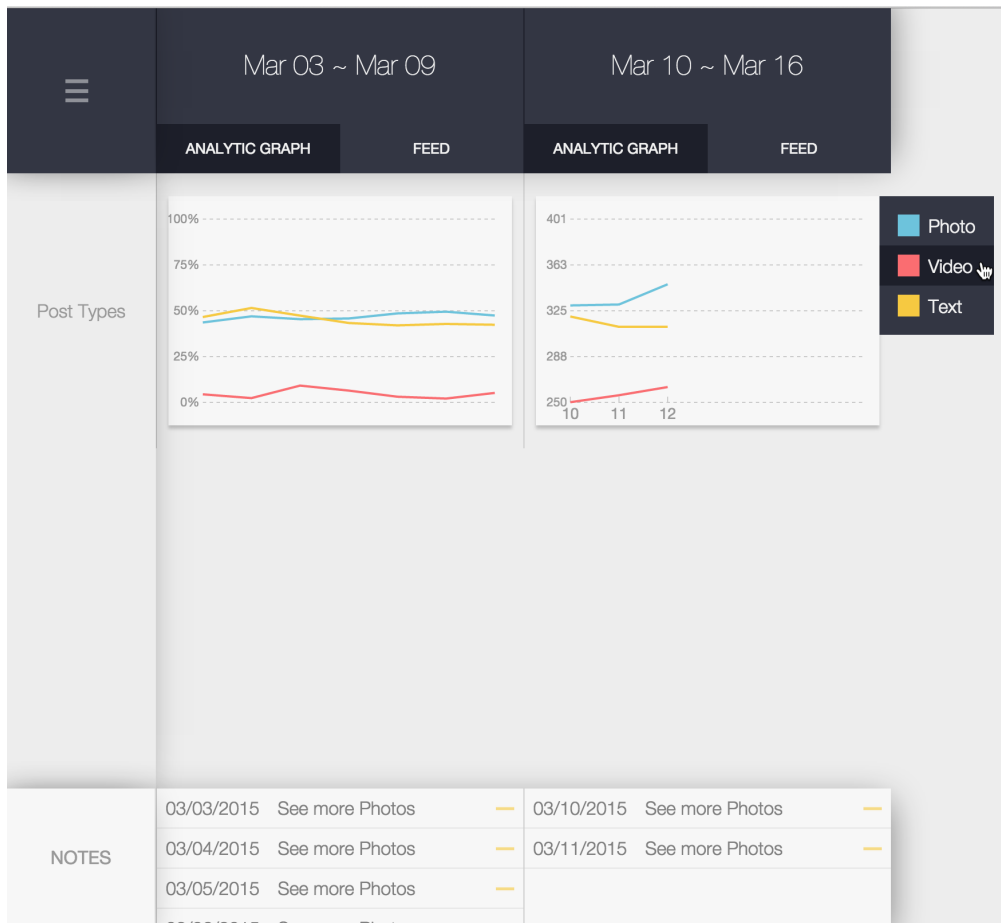 Mar 03 ~ Mar 09
Mar 10 ~ Mar 16
ANALYTIC GRAPH
FEED
ANALYTIC GRAPH
FEED
Post Types
100%
75%
50%
25%
0%
401
363
325
288
250
10 11 12
Photo
Video
Text
NOTES
03/03/2015 See more Photos
03/04/2015 See more Photos
03/05/2015 See more Photos
03/10/2015 See more Photos
03/11/2015 See more Photos